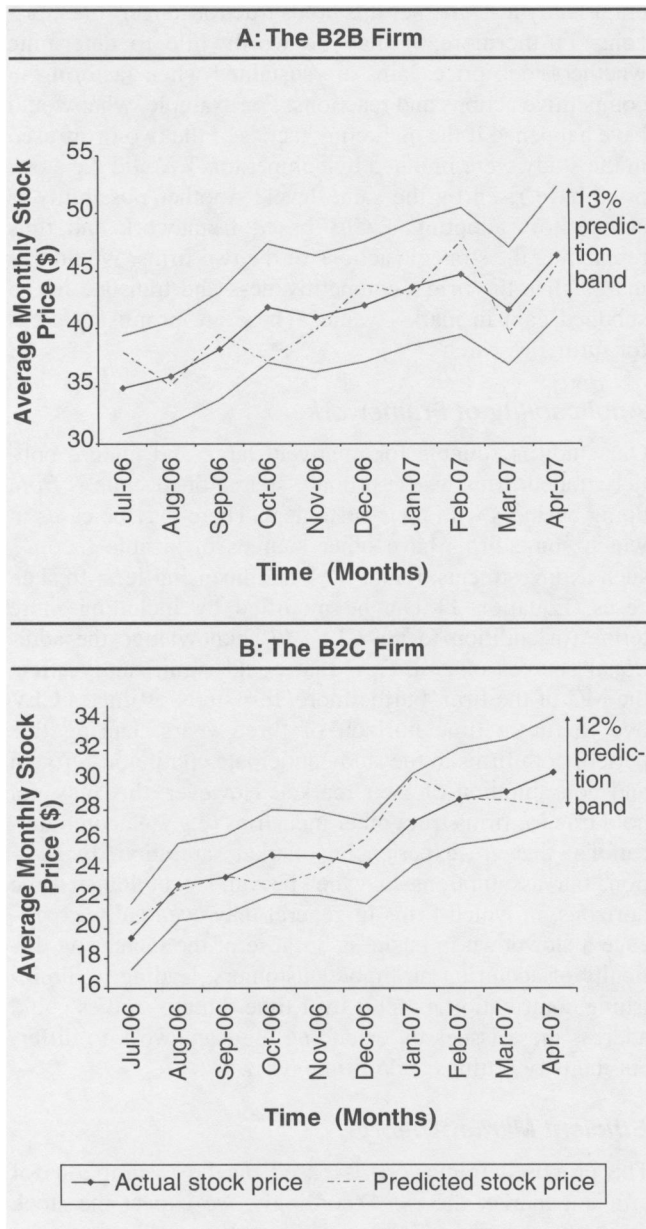 A: The B2B Firm
Average Monthly Stock
Price ($)
55
50
45
40
35
30
13%
predic-
tion
band
Jul-06
Aug-06
Sep-06
Oct-06
Nov-06
Dec-06
Jan-07
Feb-07
Mar-07
Apr-07
Time (Months)
B: The B2C Firm
Average Monthly Stock
Price ($)
34
32
30
28
26
24
22
20
18
16
12%
predic-
tion
band
Jul-06
Aug-06
Sep-06
Oct-06
Nov-06
Dec-06
Jan-07
Feb-07
Mar-07
Apr-07
Time (Months)
Actual stock price
Predicted stock price